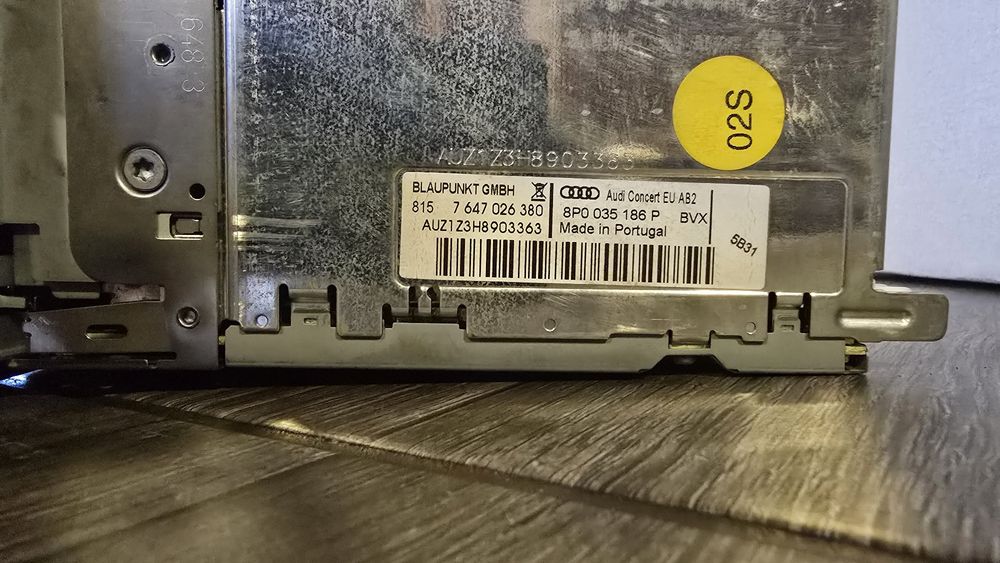 648-3
02S
AUZ1Z3H8903363
BLAUPUNKT GMBH
815 7 647 026 380
AUZ1Z3H8903363
Audi Concert EU AB2
8P0 035 186 P BVX
Made in Portugal
5B31